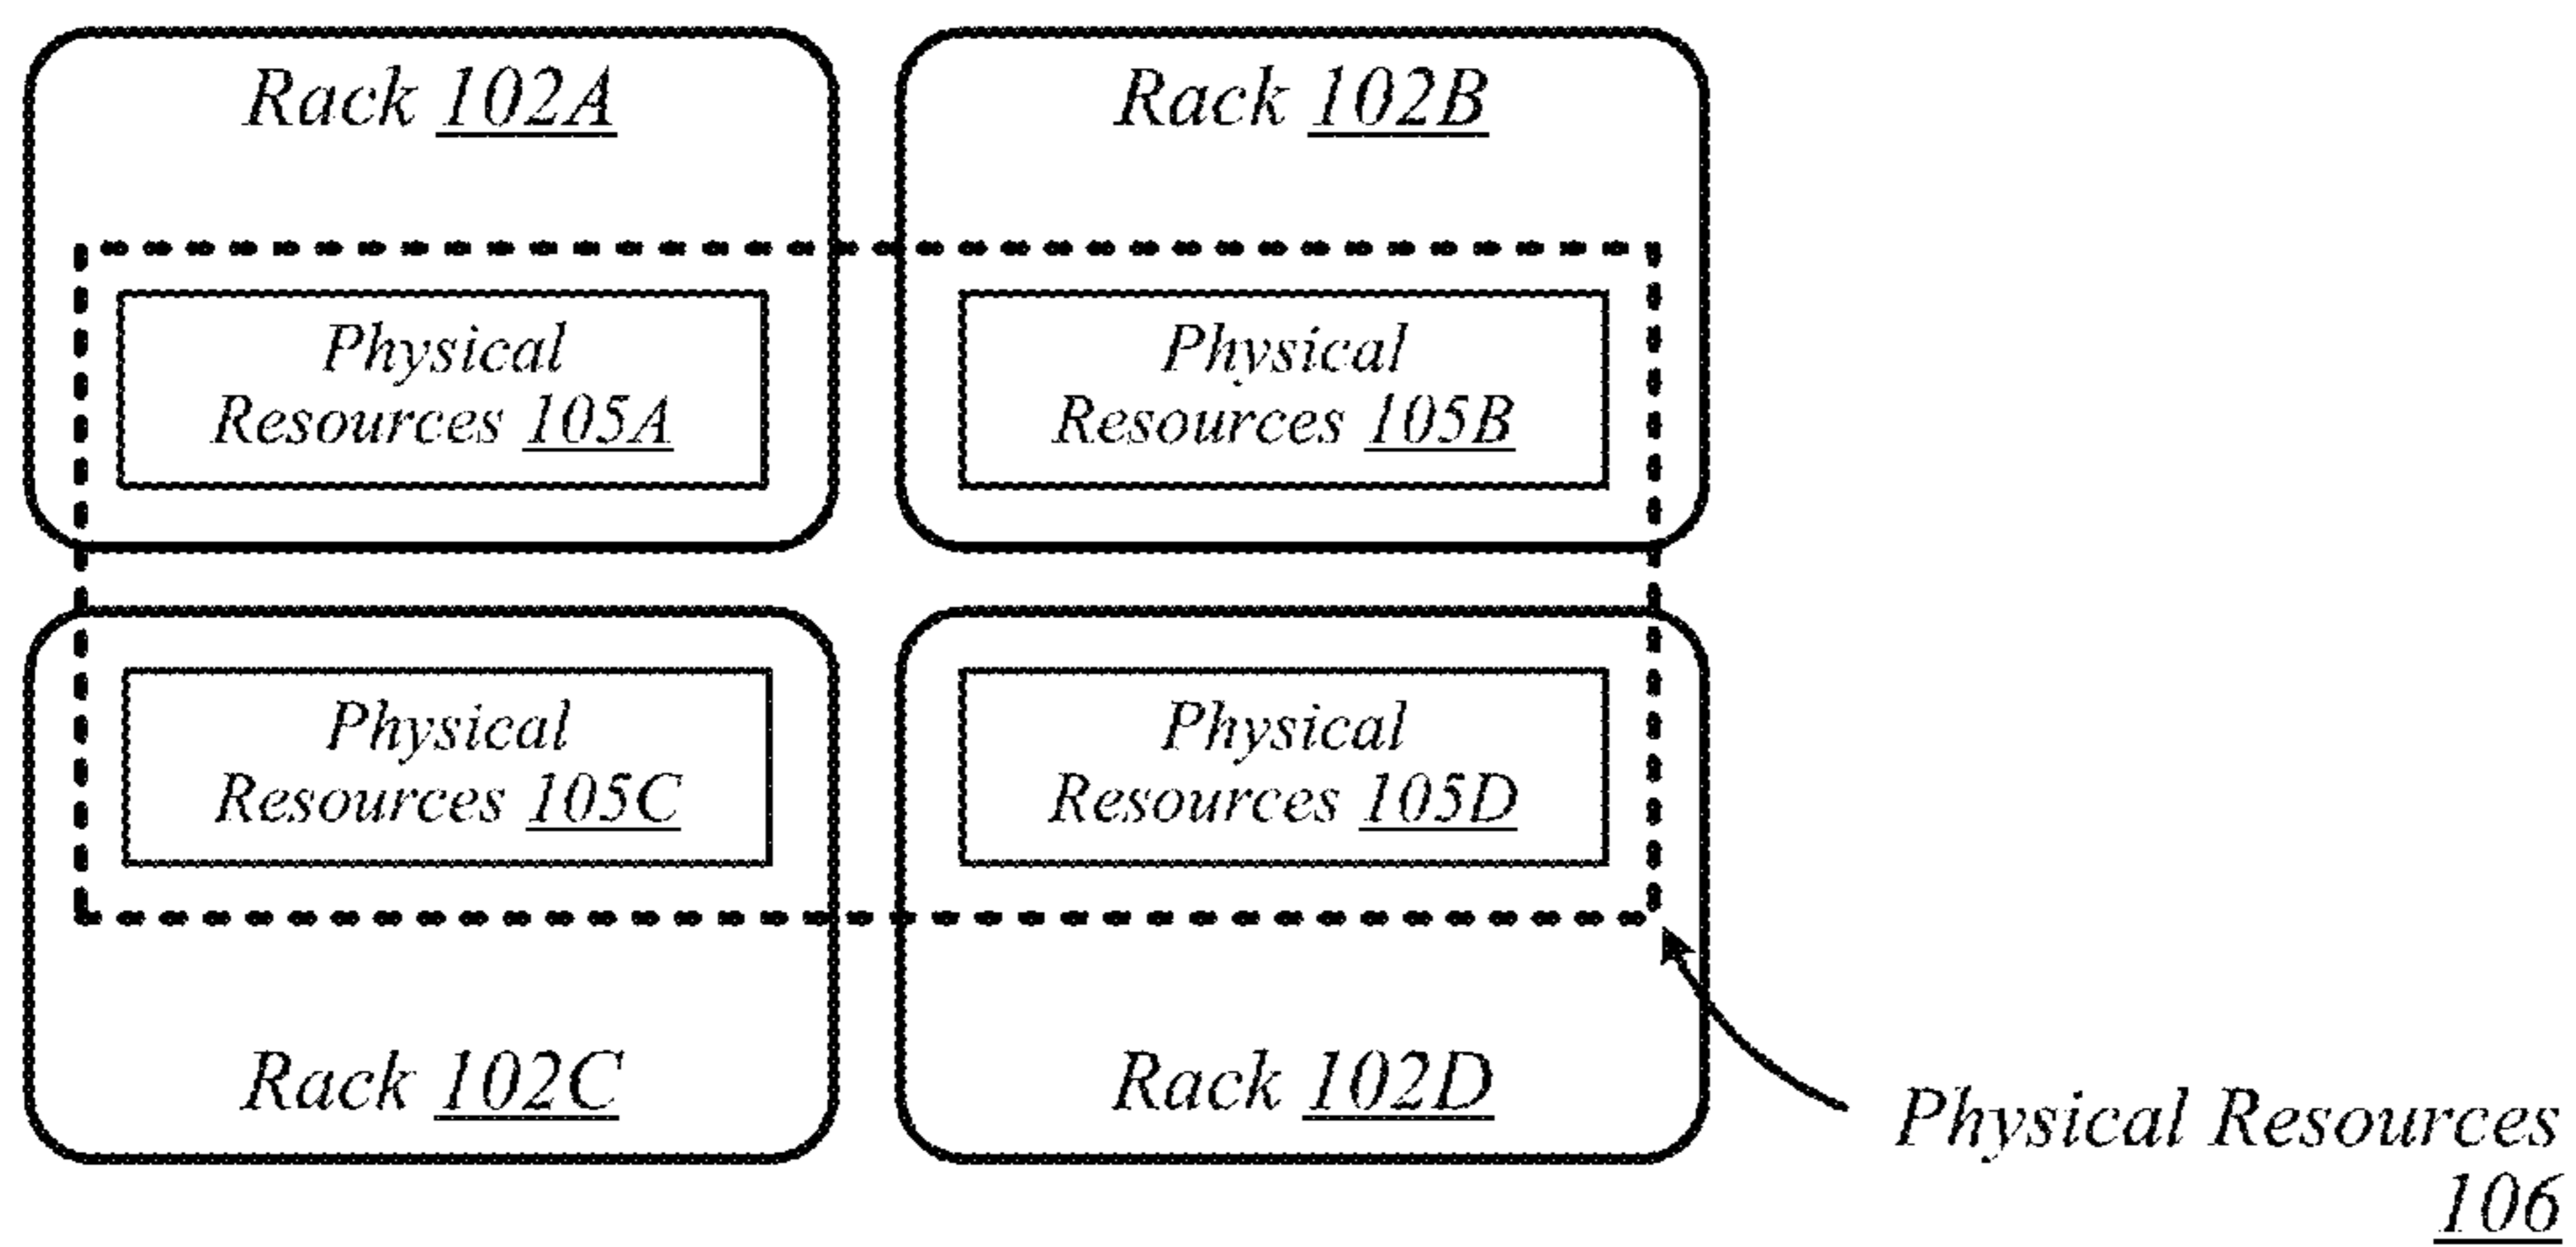 Rack 102A
Rack 102B
Physical
Resources 105A
Physical
Resources 105B
Physical
Resources 105C
Physical
Resources 105D
Rack 102C
Rack 102D
Physical Resources
106